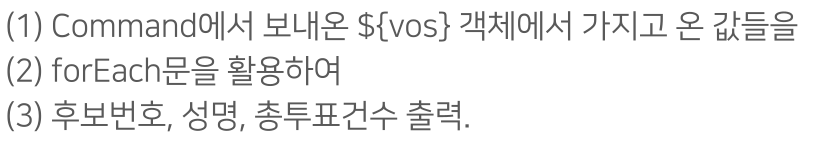 (1) Command에서 보내온 ${vos} 객체에서 가지고 온 값들을
(2) forEach문을 활용하여
(3) 후보번호, 성명, 총투표건수 출력.